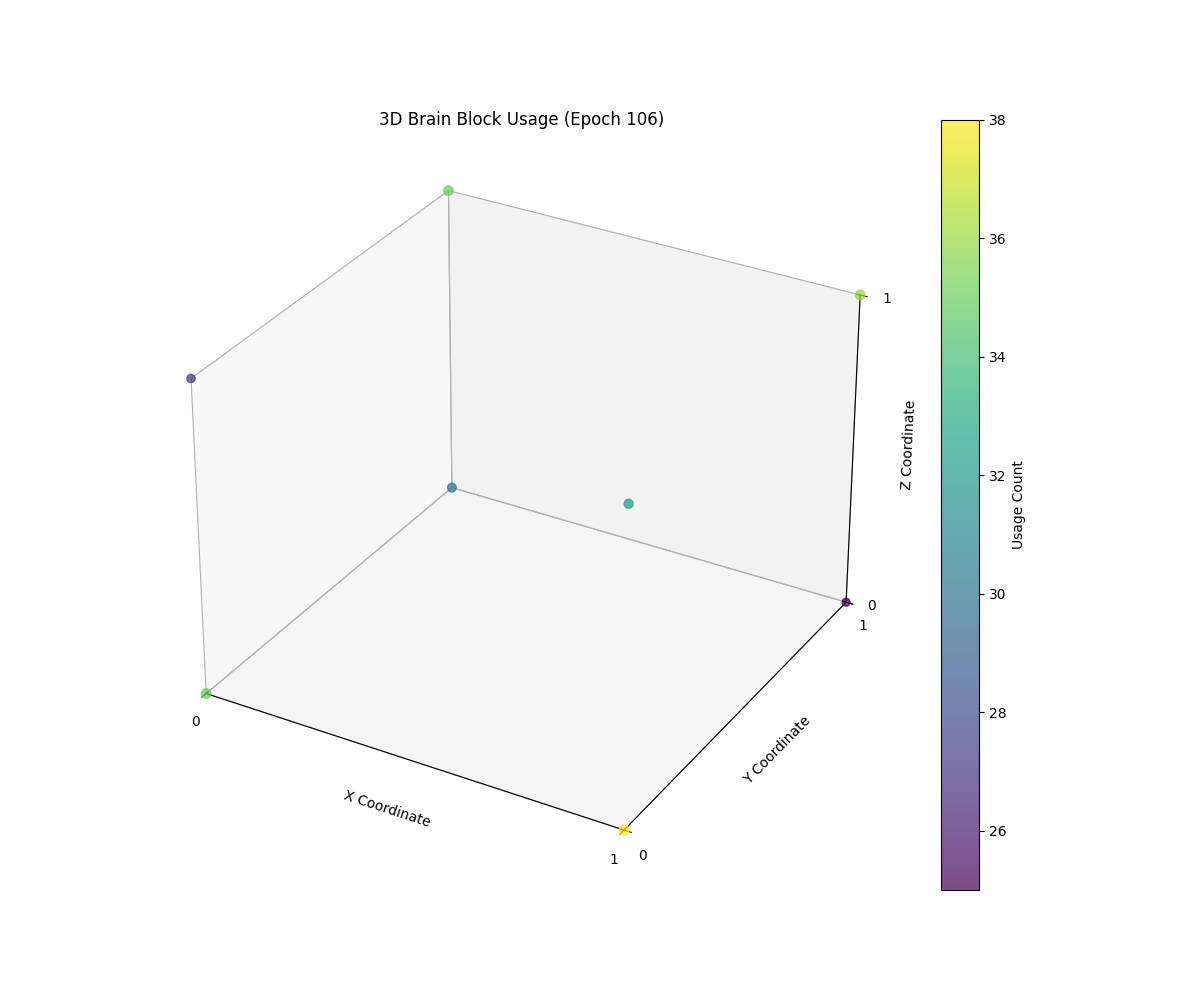 3D Brain Block Usage (Epoch 106)
38
36
34
32
30
28
26
Usage Count
1
0
Z Coordinate
1
0
Y Coordinate
0
1
X Coordinate